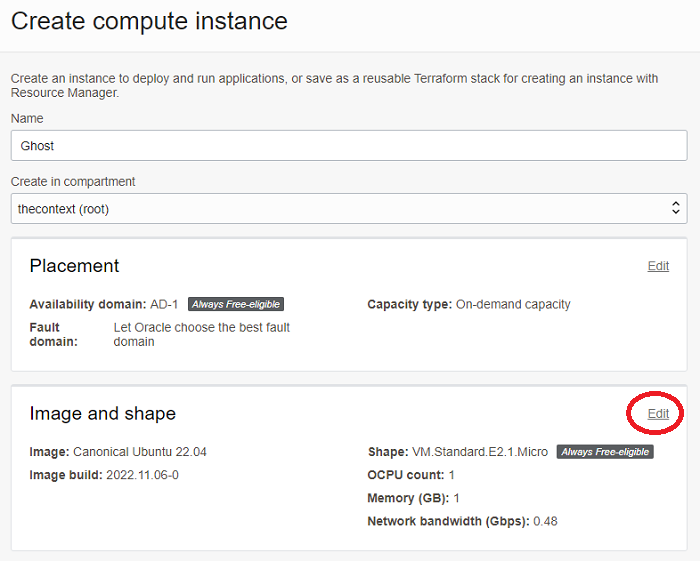 Create compute instance
Create an instance to deploy and run applications, or save as a reusable Terraform stack for creating an instance with
Resource Manager.
Name
Ghost
Create in compartment
thecontext (root)
Placement
Edit
Availability domain: AD-1 Always Free-eligible
Capacity type: On-demand capacity
Fault domain: Let Oracle choose the best fault domain
Image and shape
Edit
Image: Canonical Ubuntu 22.04
Image build: 2022.11.06-0
Shape: VM.Standard.E2.1.Micro Always Free-eligible
OCPU count: 1
Memory (GB): 1
Network bandwidth (Gbps): 0.48